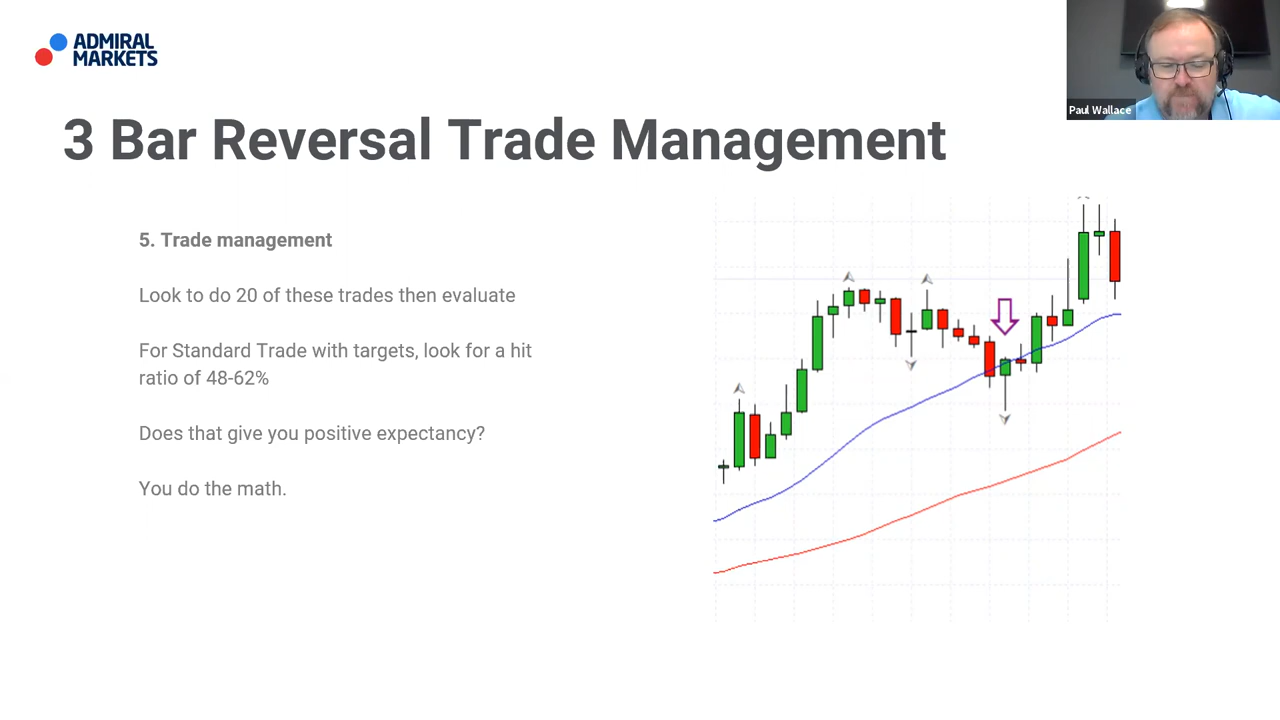 ADMIRAL
MARKETS
Paul Wallace
3 Bar Reversal Trade Management
5. Trade management
Look to do 20 of these trades then evaluate
For Standard Trade with targets, look for a hit
ratio of 48-62%
Does that give you positive expectancy?
You do the math.